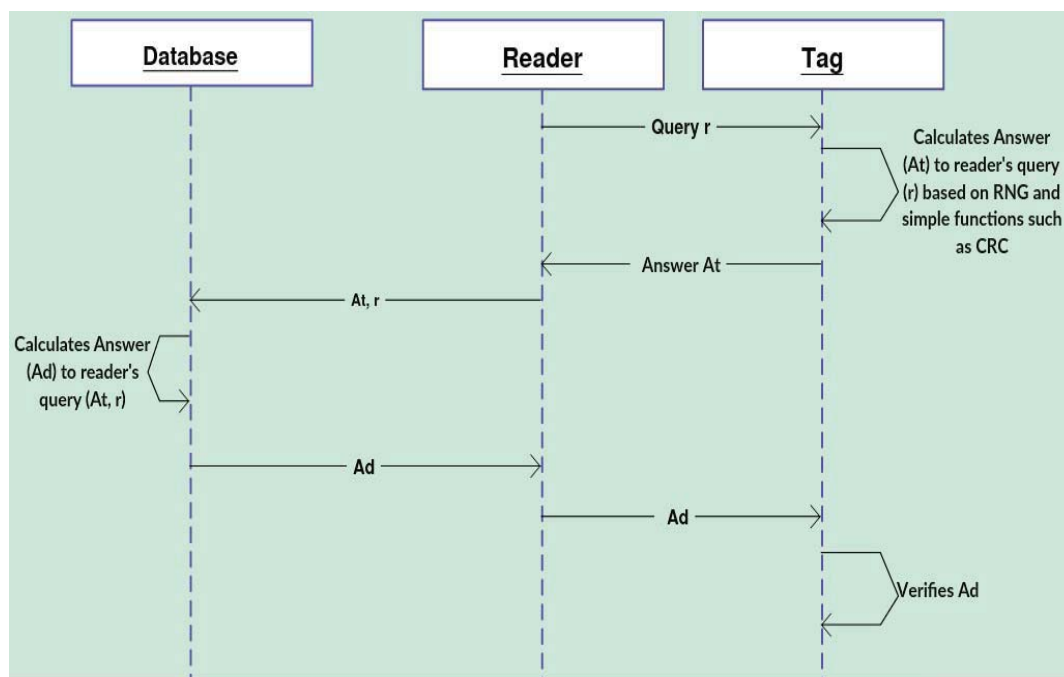 Database
Reader
Tag
Query r
Calculates Answer
(At) to reader's query
(r) based on RNG and
simple functions such
as CRC
Answer At
At, r
Calculates Answer
(Ad) to reader's
query (At, r)
Ad
Ad
Verifies Ad